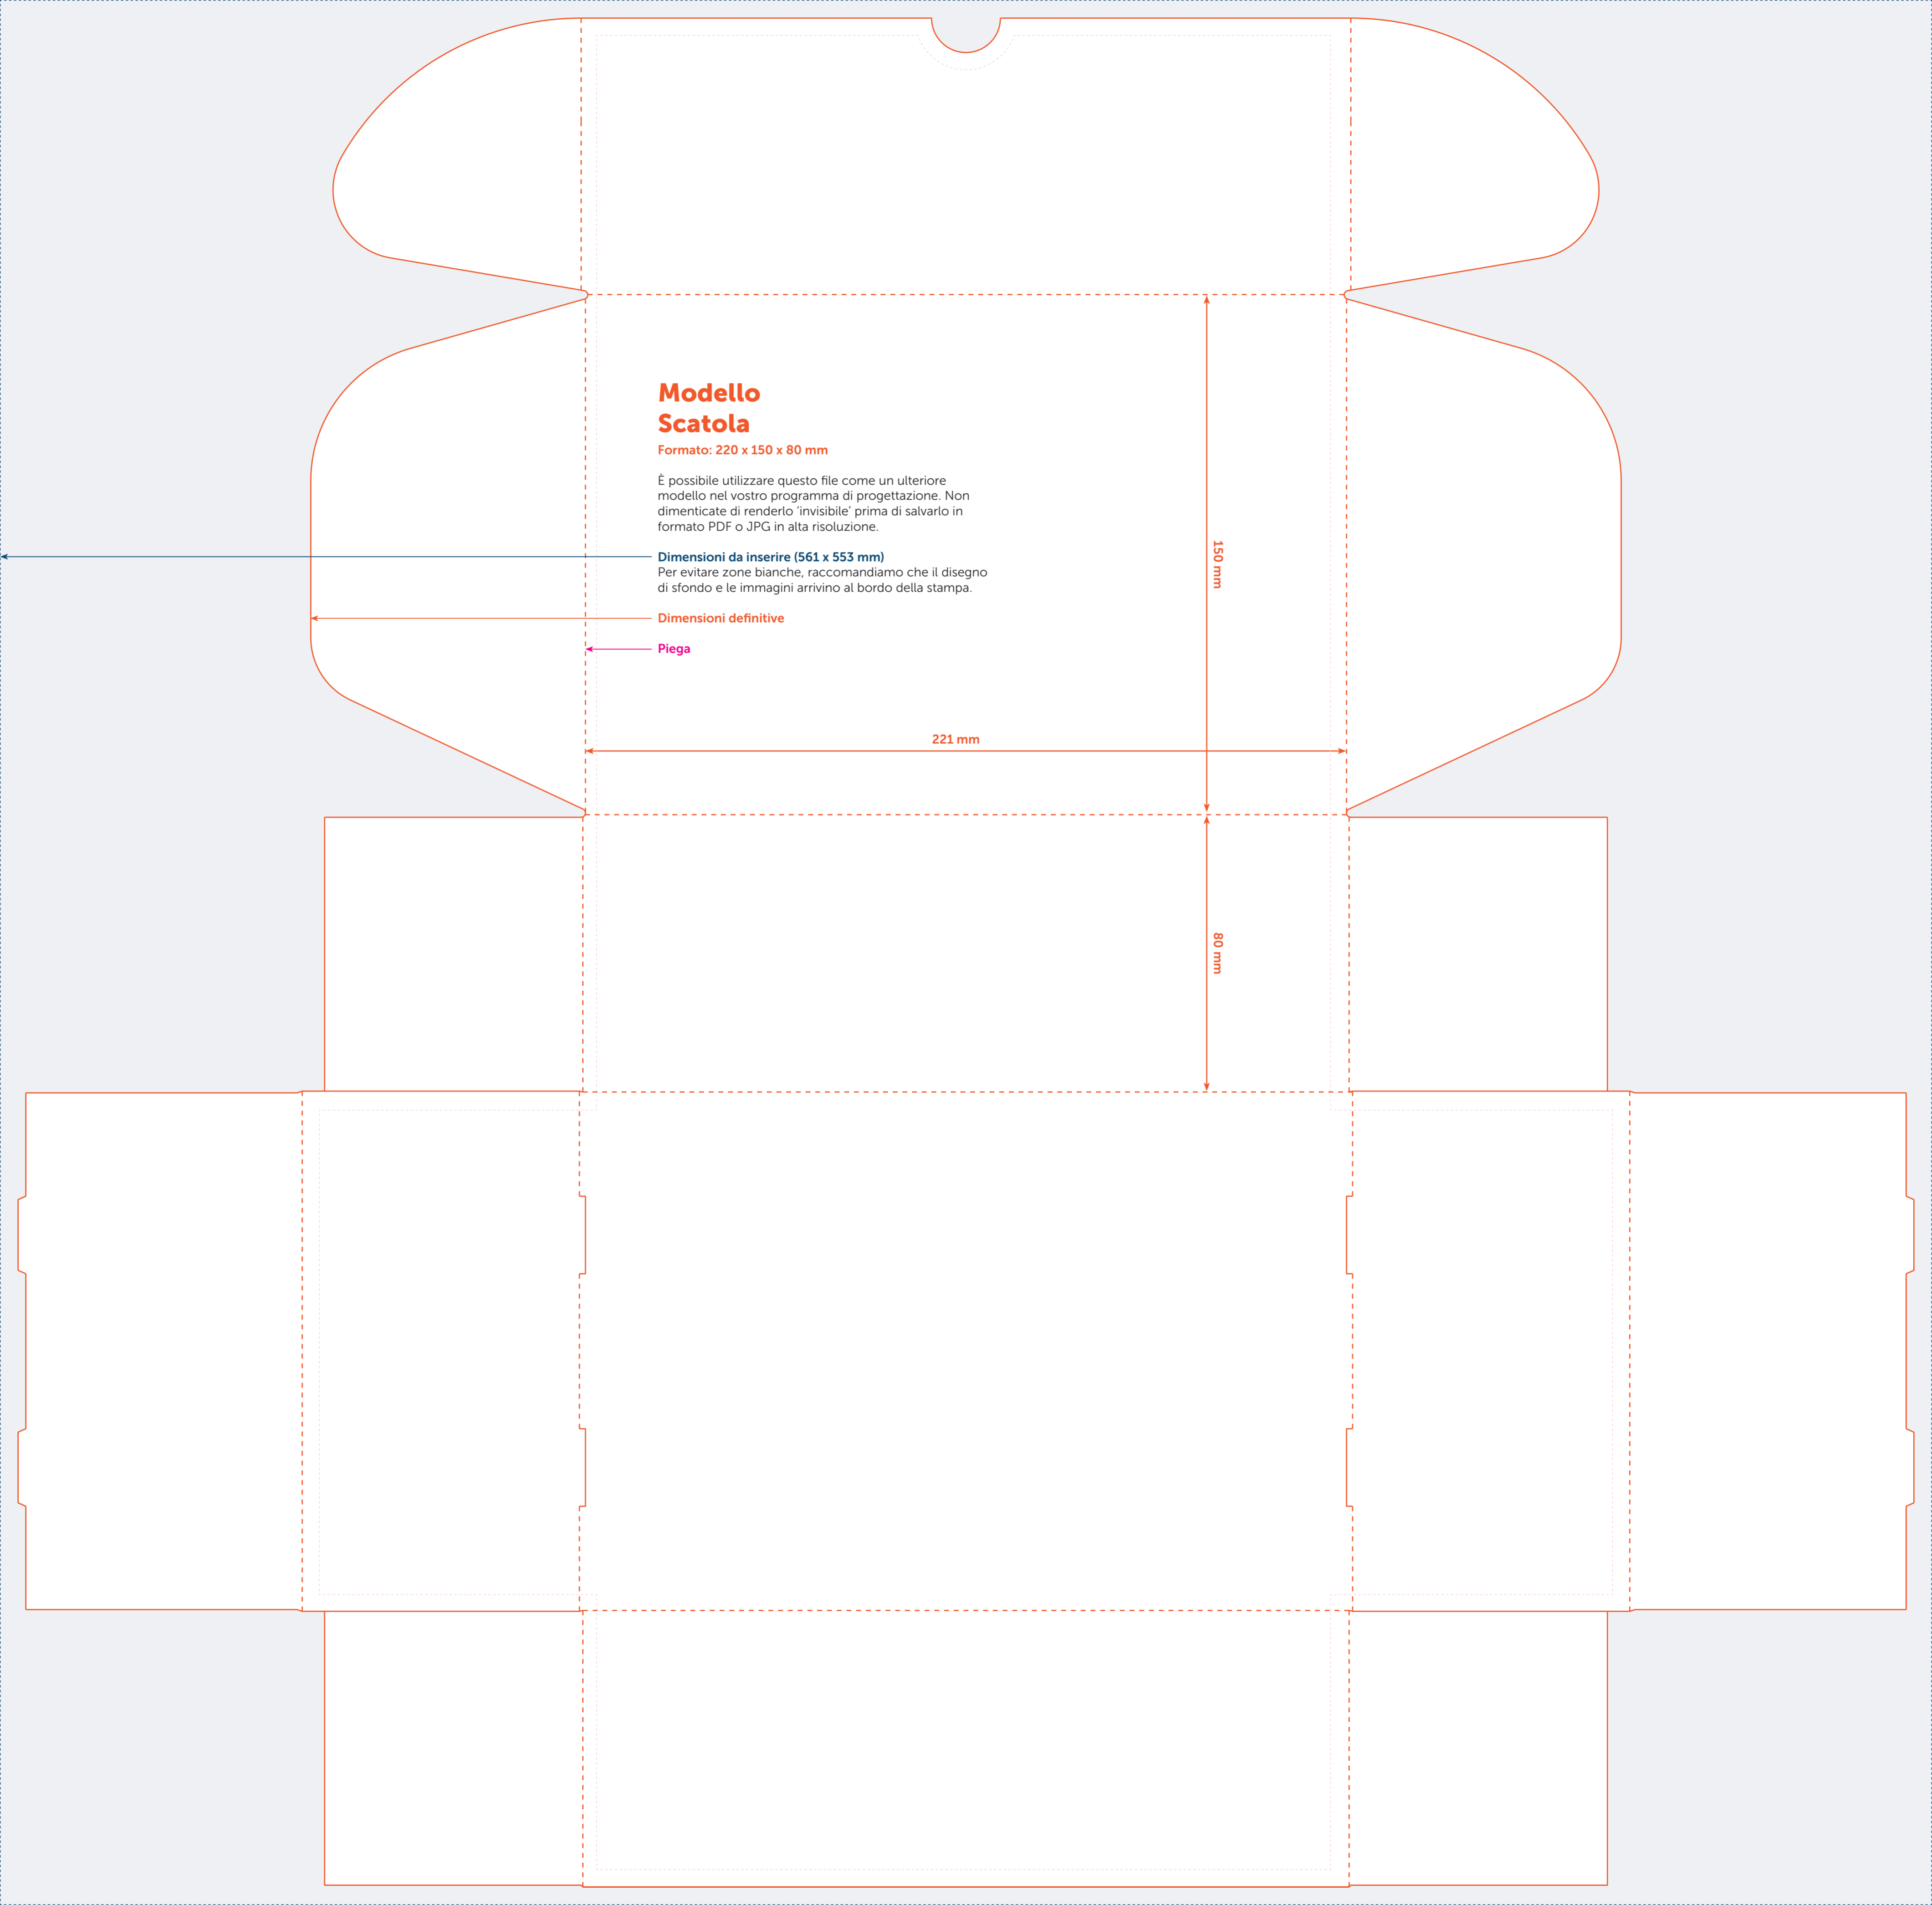 Modello
Scatola
Formato: 220 x 150 x 80 mm
È possibile utilizzare questo file come un ulteriore
modello nel vostro programma di progettazione. Non
dimenticate di renderlo ‘invisibile’ prima di salvarlo in
formato PDF o JPG in alta risoluzione.
Dimensioni da inserire (561 x 553 mm)
Per evitare zone bianche, raccomandiamo che il disegno
di sfondo e le immagini arrivino al bordo della stampa.
Dimensioni definitive
Piega
150 mm
221 mm
80 mm